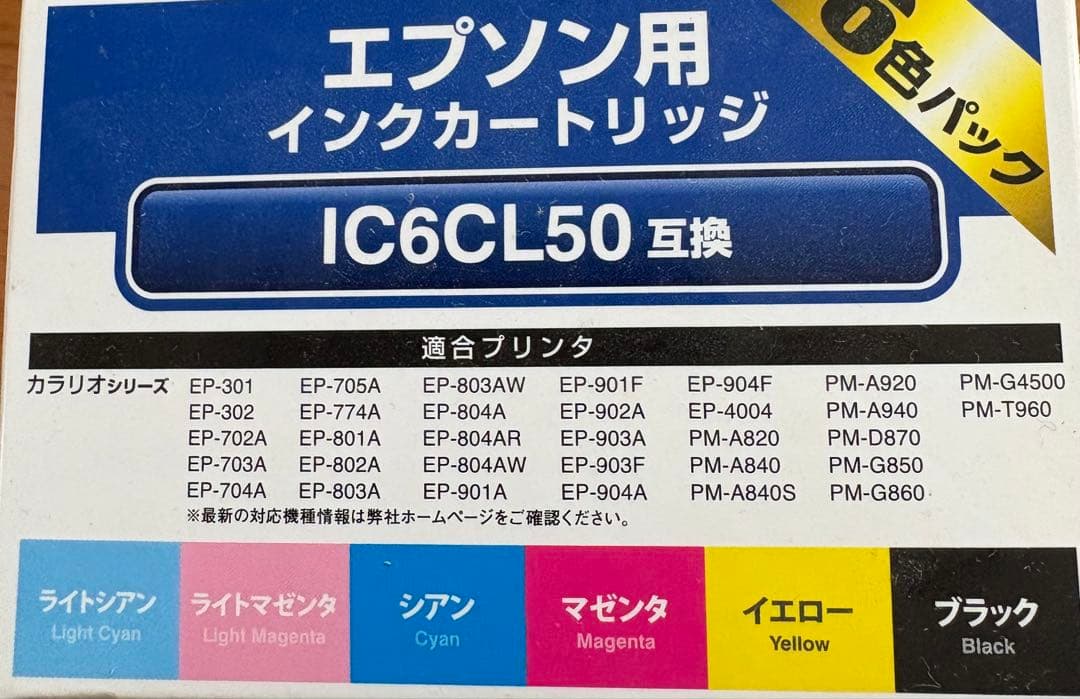 6色パック
エプソン用
インクカートリッジ
IC6CL50 互換
適合プリンタ
カラリオシリーズ EP-301 EP-705A EP-803AW EP-901F EP-904F PM-A920 PM-G4500
EP-302 EP-774A EP-804A EP-902A EP-4004 PM-A940 PM-T960
EP-702A EP-801A EP-804AR EP-903A PM-A820 PM-D870
EP-703A EP-802A EP-804AW EP-903F PM-A840 PM-G850
EP-704A EP-803A EP-901A EP-904A PM-A840S PM-G860
※最新の対応機種情報は弊社ホームページをご確認ください。
ライトシアン ライトマゼンタ シアン マゼンタ イエロー ブラック
Light Cyan Light Magenta Cyan Magenta Yellow Black